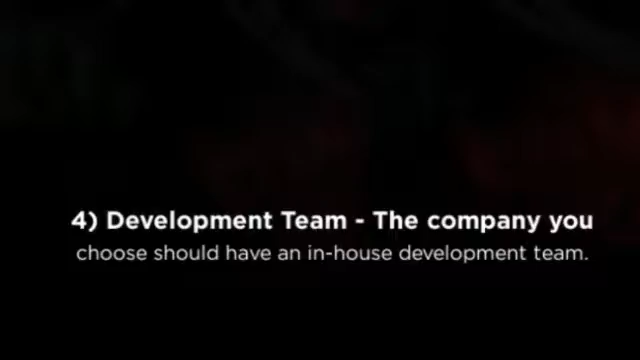 4) Development Team - The company you
choose should have an in-house development team.